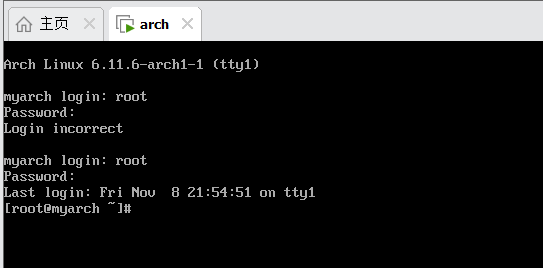 主页
arch
Arch Linux 6.11.6-arch1-1 (tty1)
myarch login: root
Password:
Login incorrect
myarch login: root
Password:
Last login: Fri Nov  8 21:54:51 on tty1
[root@myarch ~]#